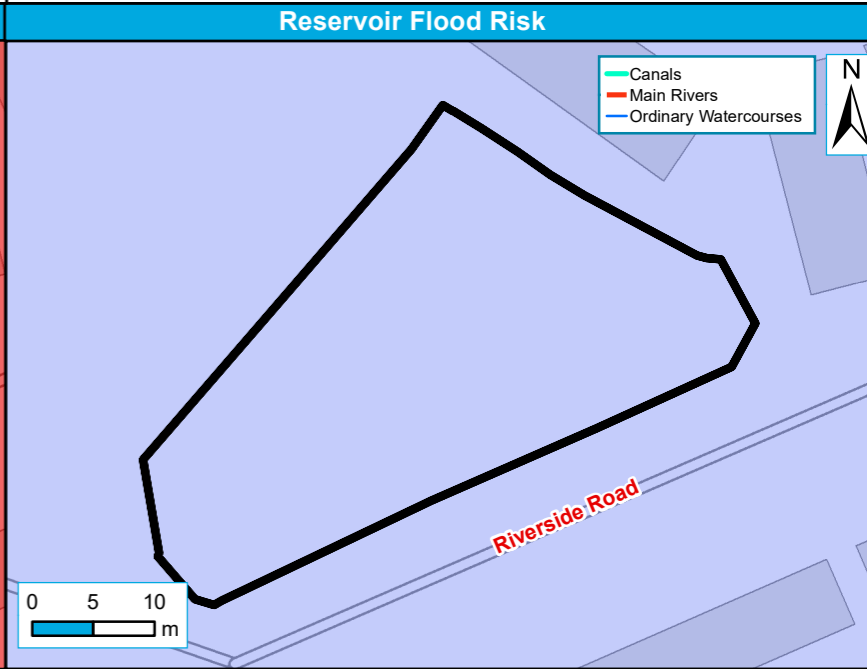 Reservoir Flood Risk
Canals
Main Rivers
Ordinary Watercourses
N
Riverside Road
0 5 10
m